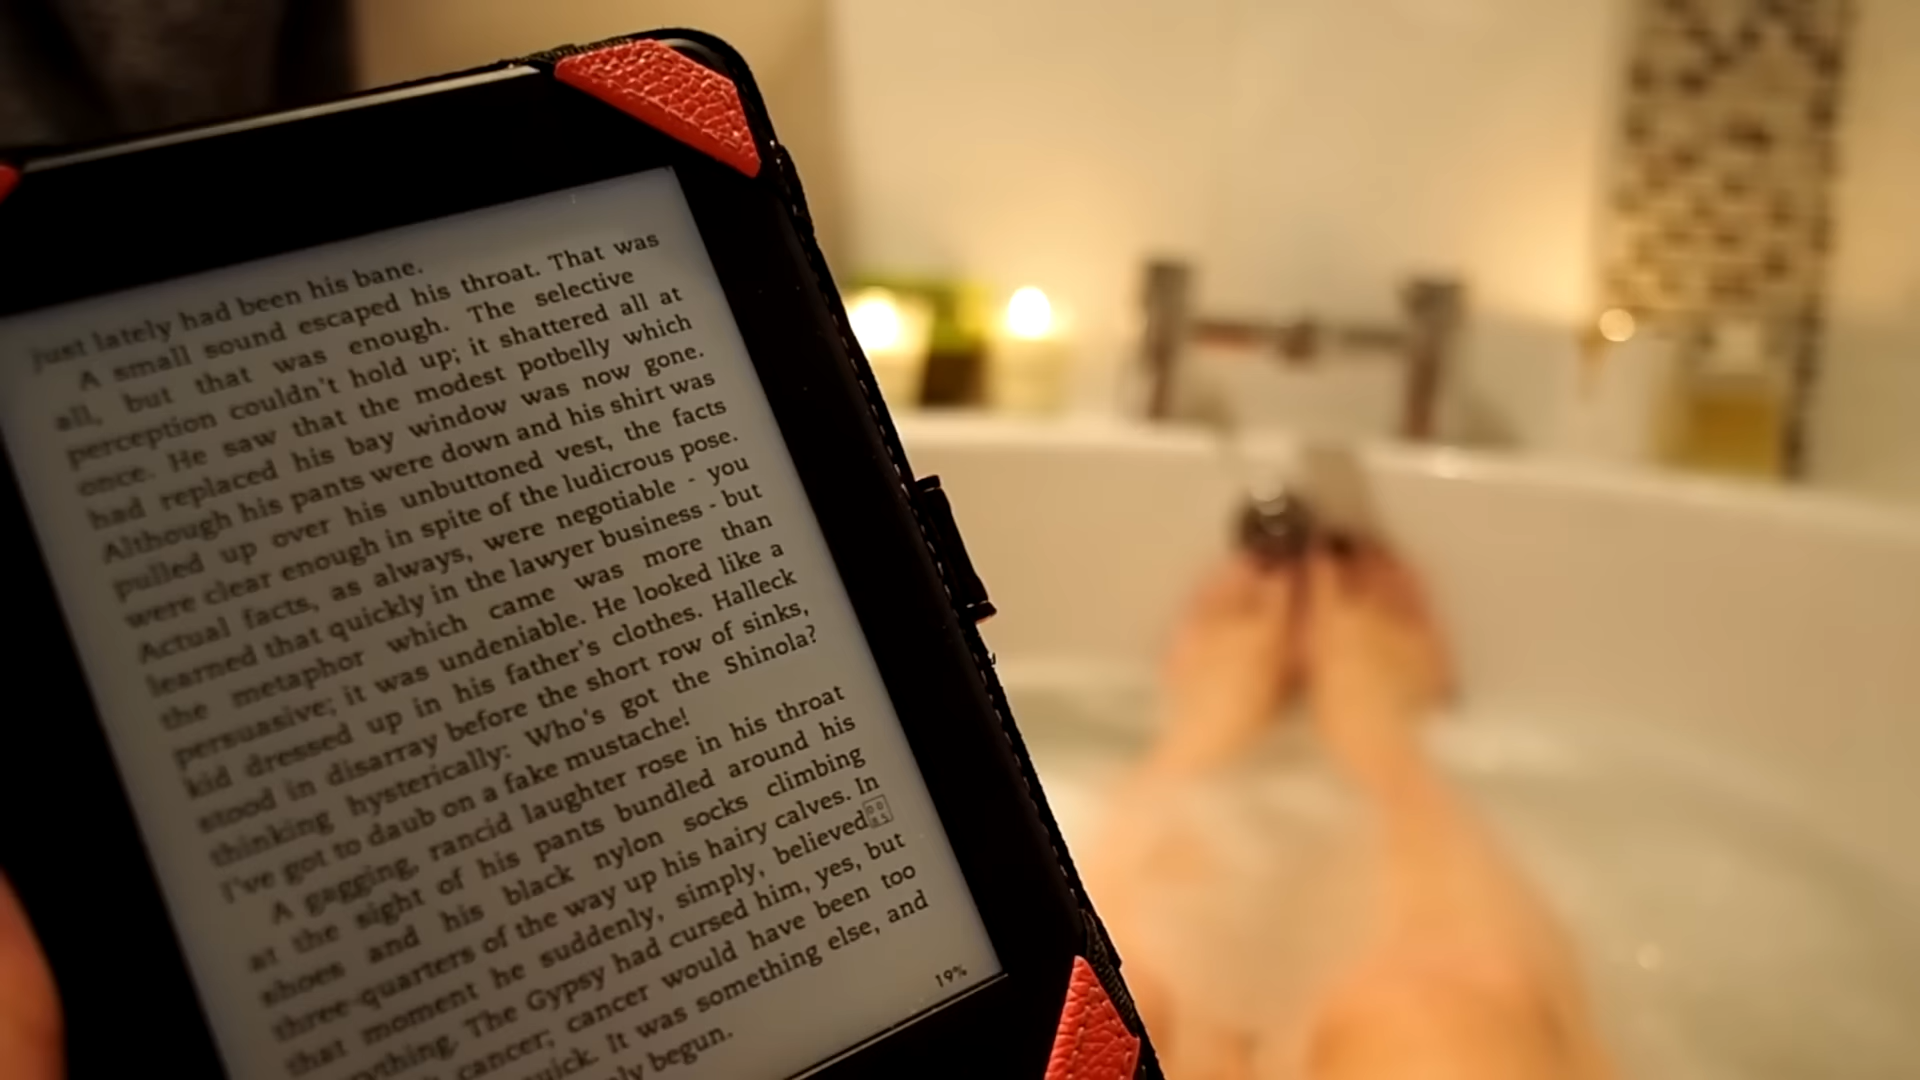 just lately had been his bane.
A small sound escaped his throat. That was
all, but that was enough. The selective
perception couldn't hold up; it shattered all at
once. He saw that the modest potbelly which
had replaced his bay window was now gone.
Although his pants were down and his shirt was
pulled up over his unbuttoned vest, the facts
were clear enough in spite of the ludicrous pose.
Actual facts, as always, were negotiable - you
learned that quickly in the lawyer business - but
the metaphor which came was more than
persuasive; it was undeniable. He looked like a
kid dressed up in his father's clothes. Halleck
stood in disarray before the short row of sinks,
thinking hysterically: Who's got the Shinola?
I've got to daub on a fake mustache!
A gagging, rancid laughter rose in his throat
at the sight of his pants bundled around his
shoes and his black nylon socks climbing
three-quarters of the way up his hairy calves. In
that moment he suddenly, simply, believed
The Gypsy had cursed him, yes, but
cancer; cancer would have been too
It was something else, and
begun.
19%